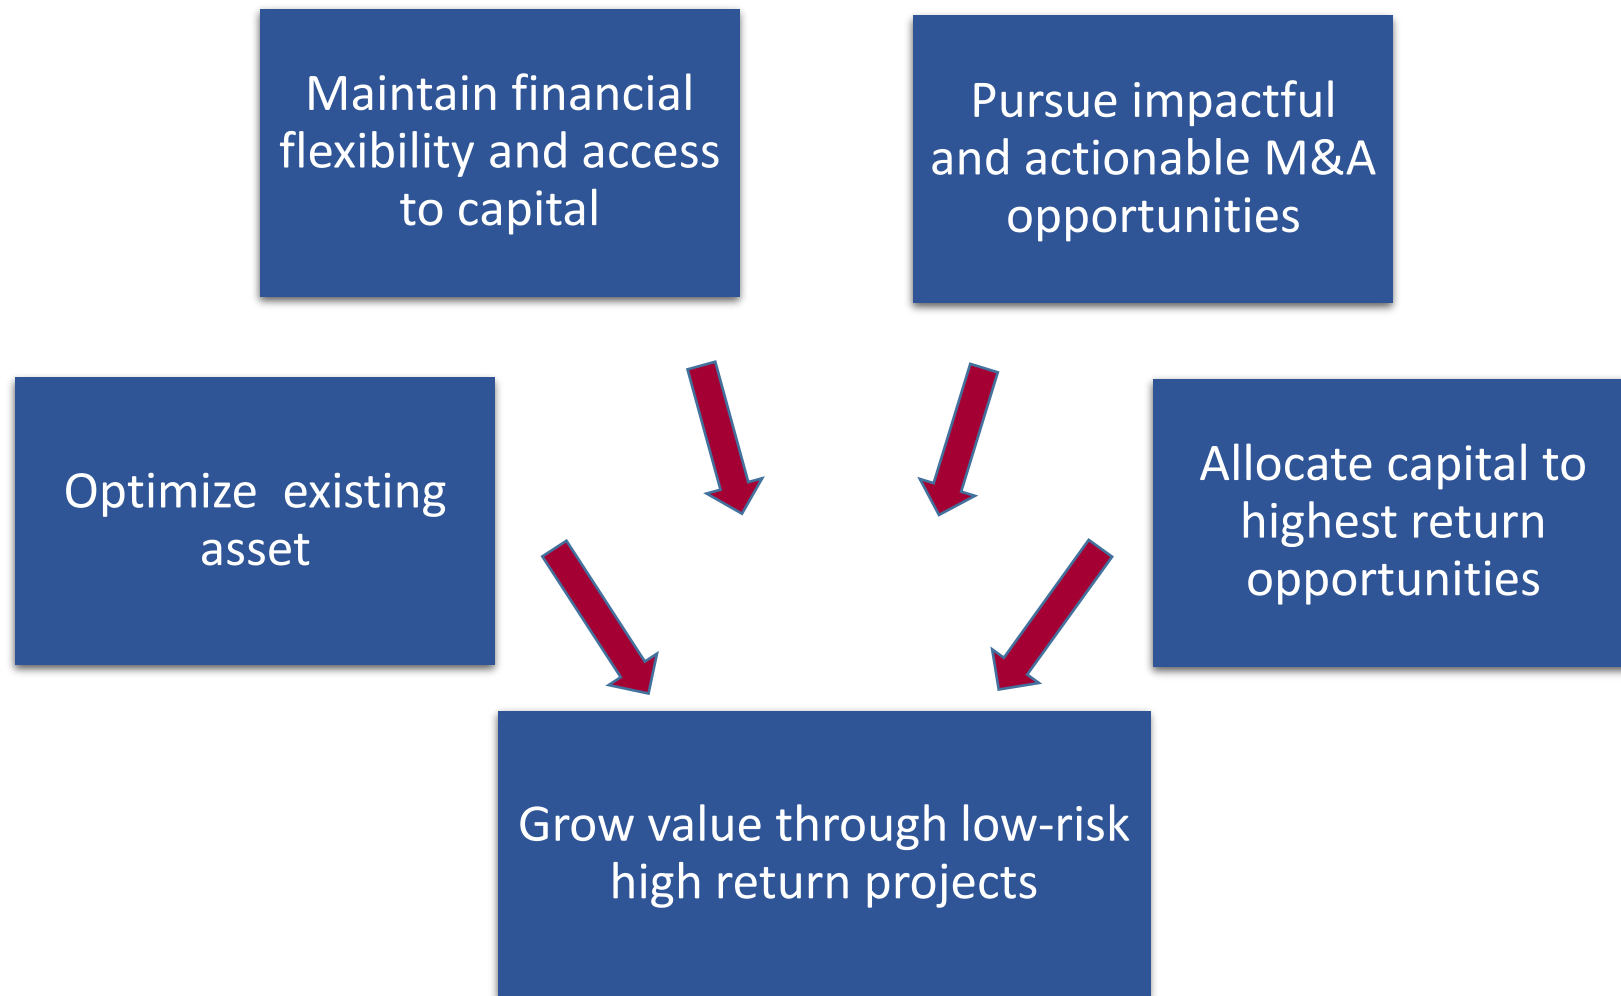 Maintain financial
flexibility and access
to capital
Pursue impactful
and actionable M&A
opportunities
Optimize  existing
asset
Allocate capital to
highest return
opportunities
Grow value through low-risk
high return projects